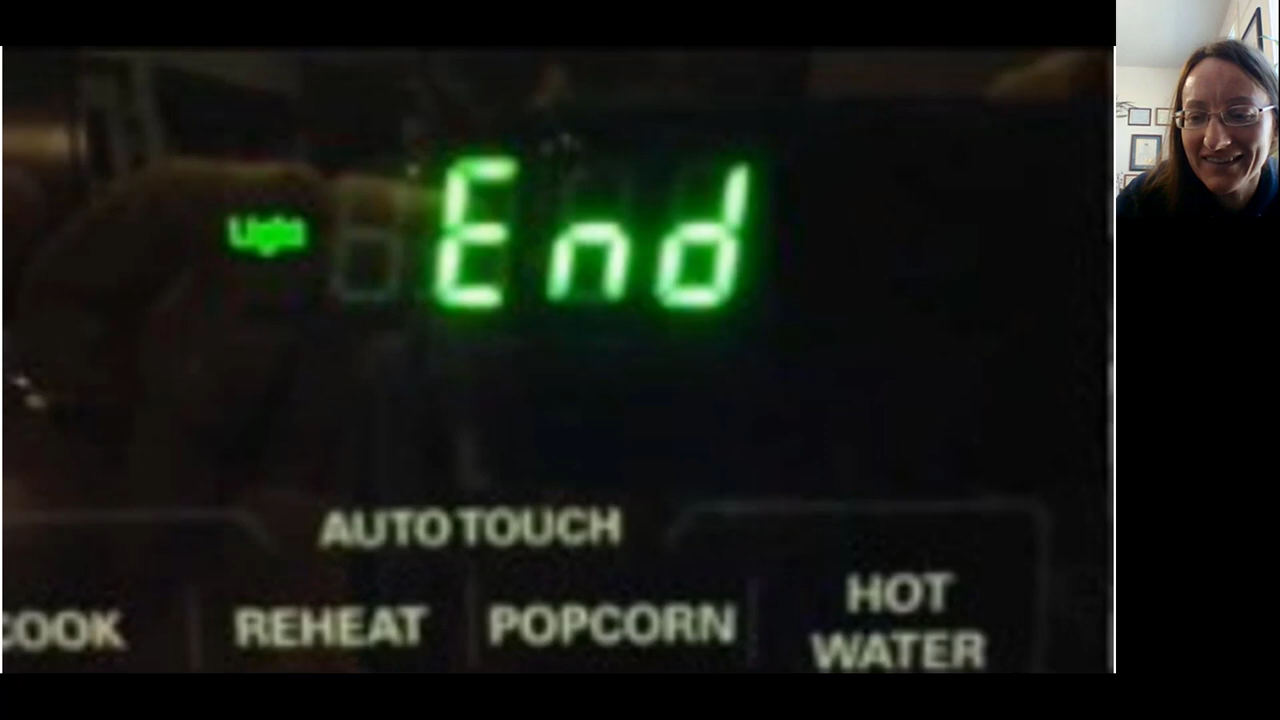 Light
End
AUTO TOUCH
COOK
REHEAT
POPCORN
HOT
WATER